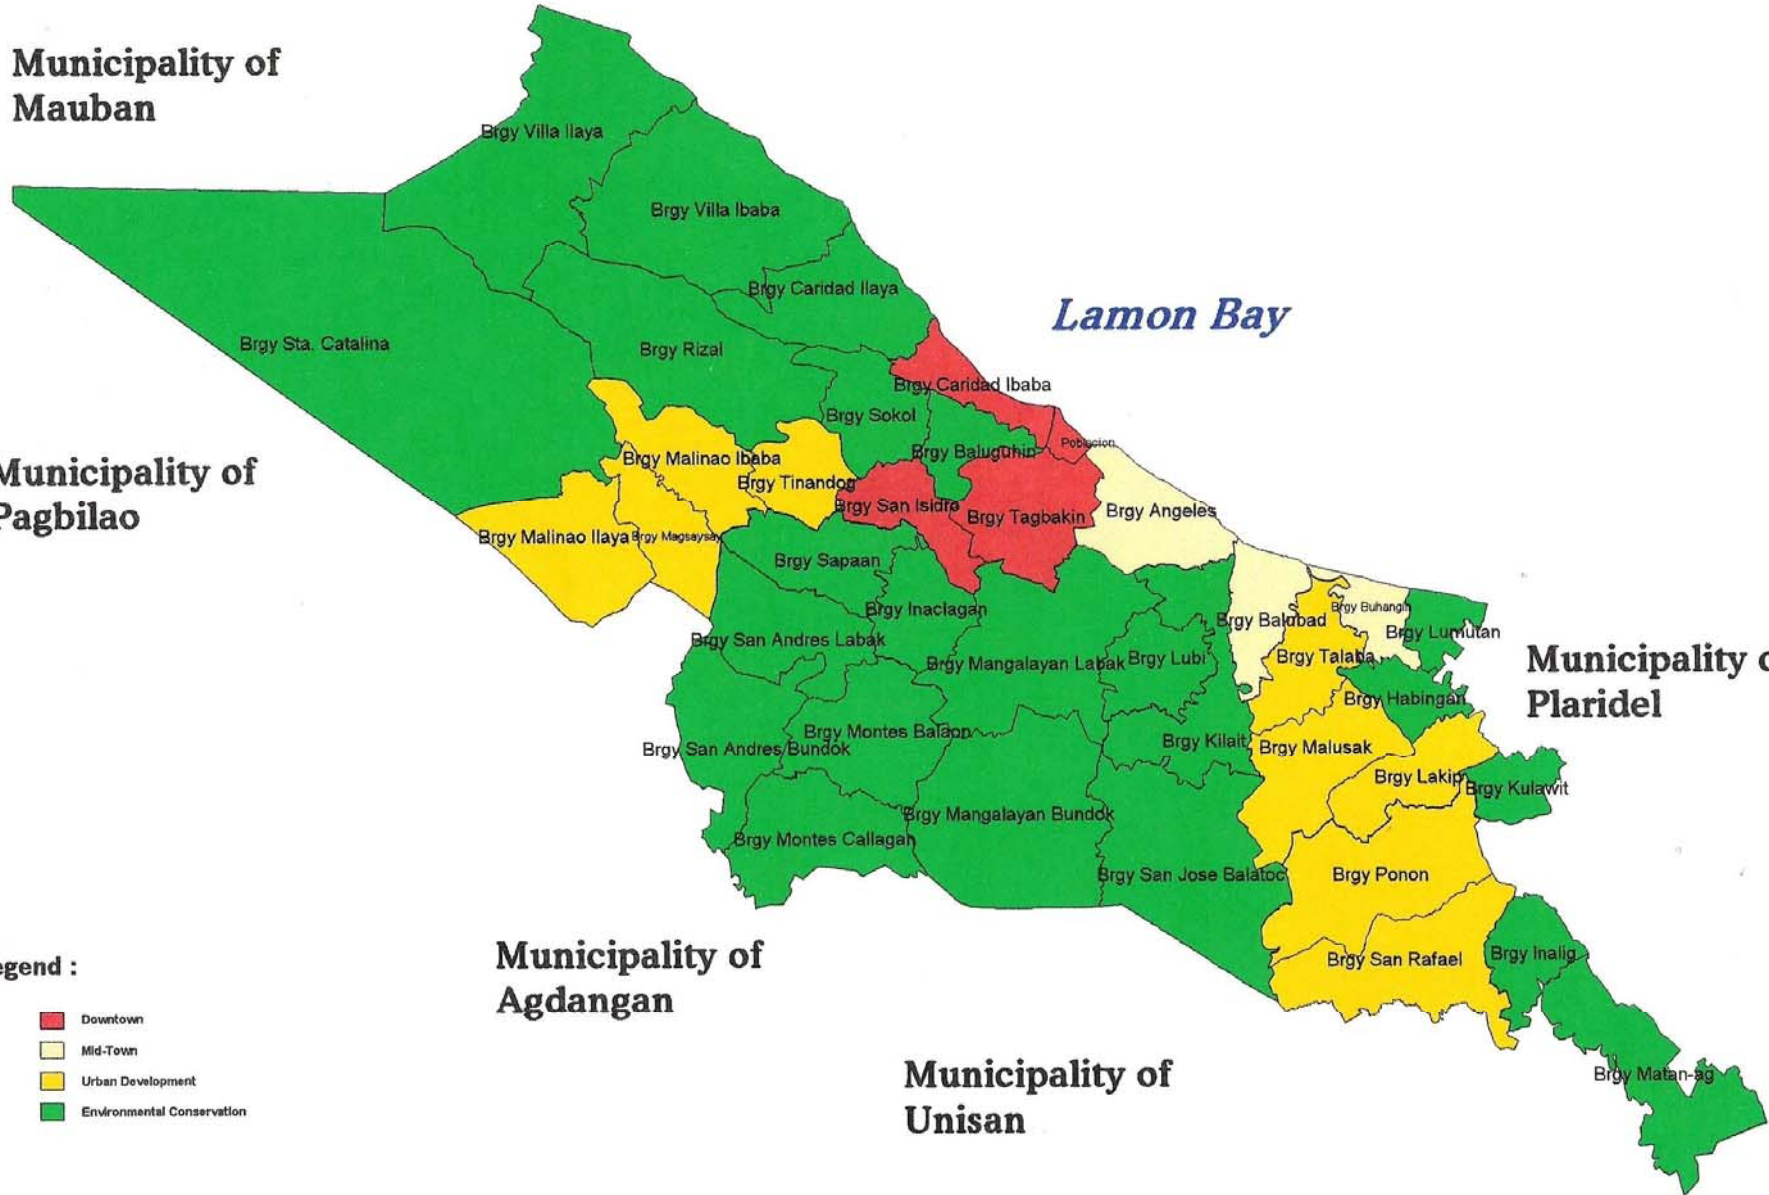 Municipality of
Mauban
Brgy Villa Ilaya
Brgy Villa Ibaba
Brgy Caridad Ilaya
Lamon Bay
Brgy Sta. Catalina
Brgy Rizal
Brgy Caridad Ibaba
Brgy Sokol
Poblacion
Brgy Baluguhin
Municipality of
Pagbilao
Brgy Malinao Ibaba
Brgy Tinandog
Brgy San Isidro
Brgy Tagbakin
Brgy Angeles
Brgy Malinao Ilaya
Brgy Magsaysay
Brgy Sapaan
Brgy Inaclagan
Brgy Balubad
Brgy Buhangin
Brgy Lumutan
Brgy San Andres Labak
Brgy Mangalayan Labak
Brgy Lubi
Brgy Talaba
Municipality o
Plaridel
Brgy Habingan
Brgy San Andres Bundok
Brgy Montes Balaon
Brgy Kilait
Brgy Malusak
Brgy Lakip
Brgy Kulawit
Brgy Montes Callagan
Brgy Mangalayan Bundok
Brgy San Jose Balatoc
Brgy Ponon
Brgy San Rafael
Brgy Inalig
Municipality of
Agdangan
egend :
Downtown
Mid-Town
Urban Development
Environmental Conservation
Municipality of
Unisan
Brgy Matan-ag